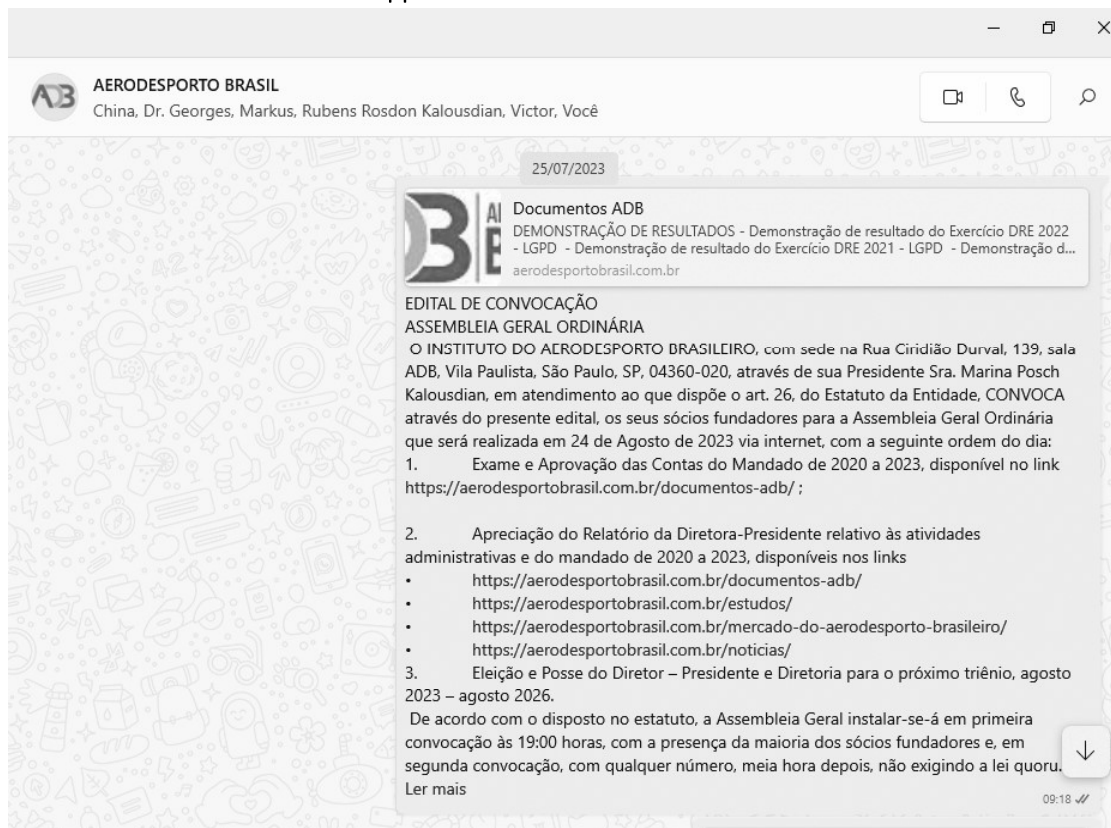 AERODESPORTO BRASIL
China, Dr. Georges, Markus, Rubens Rosdon Kalousdian, Victor, Você
25/07/2023
Documentos ADB
DEMONSTRAÇÃO DE RESULTADOS - Demonstração de resultado do Exercício DRE 2022
- LGPD - Demonstração de resultado do Exercício DRE 2021 - LGPD - Demonstração d...
aerodesportobrasil.com.br
EDITAL DE CONVOCAÇÃO
ASSEMBLEIA GERAL ORDINÁRIA
O INSTITUTO DO AERODESPORTO BRASILEIRO, com sede na Rua Ciridião Durval, 139, sala
ADB, Vila Paulista, São Paulo, SP, 04360-020, através de sua Presidente Sra. Marina Posch
Kalousdian, em atendimento ao que dispõe o art. 26, do Estatuto da Entidade, CONVOCA
através do presente edital, os seus sócios fundadores para a Assembleia Geral Ordinária
que será realizada em 24 de Agosto de 2023 via internet, com a seguinte ordem do dia:
1. Exame e Aprovação das Contas do Mandado de 2020 a 2023, disponível no link
https://aerodesportobrasil.com.br/documentos-adb/ ;
2. Apreciação do Relatório da Diretora-Presidente relativo às atividades
administrativas e do mandado de 2020 a 2023, disponíveis nos links
• https://aerodesportobrasil.com.br/documentos-adb/
• https://aerodesportobrasil.com.br/estudos/
• https://aerodesportobrasil.com.br/mercado-do-aerodesporto-brasileiro/
• https://aerodesportobrasil.com.br/noticias/
3. Eleição e Posse do Diretor – Presidente e Diretoria para o próximo triênio, agosto
2023 – agosto 2026.
De acordo com o disposto no estatuto, a Assembleia Geral instalar-se-á em primeira
convocação às 19:00 horas, com a presença da maioria dos sócios fundadores e, em
segunda convocação, com qualquer número, meia hora depois, não exigindo a lei quoru...
Ler mais
09:18